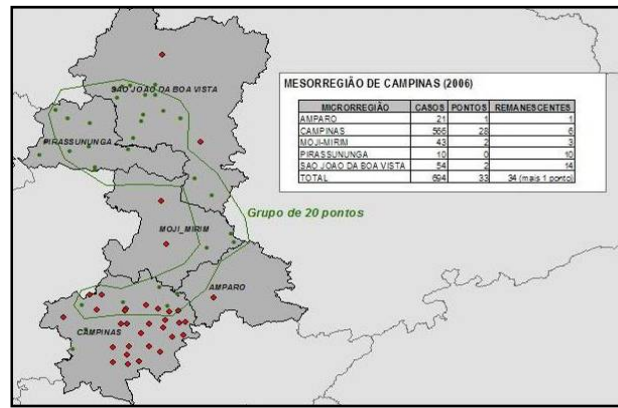 SAO JOAO DA BOA VISTA
MESORREGIÃO DE CAMPINAS (2006)
MICRORREGIÃO CASOS PONTOS REMANESCENTES
AMPARO 21 1 1
CAMPINAS 566 28 6
MOJI-MIRIM 43 2 3
PIRASSUNUNGA 10 0 10
SAO JOAO DA BOA VISTA 54 2 14
TOTAL 694 33 34 (mais 1 ponto)
PIRASSUNUNGA
Grupo de 20 pontos
MOJI_MIRIM
AMPARO
CAMPINAS